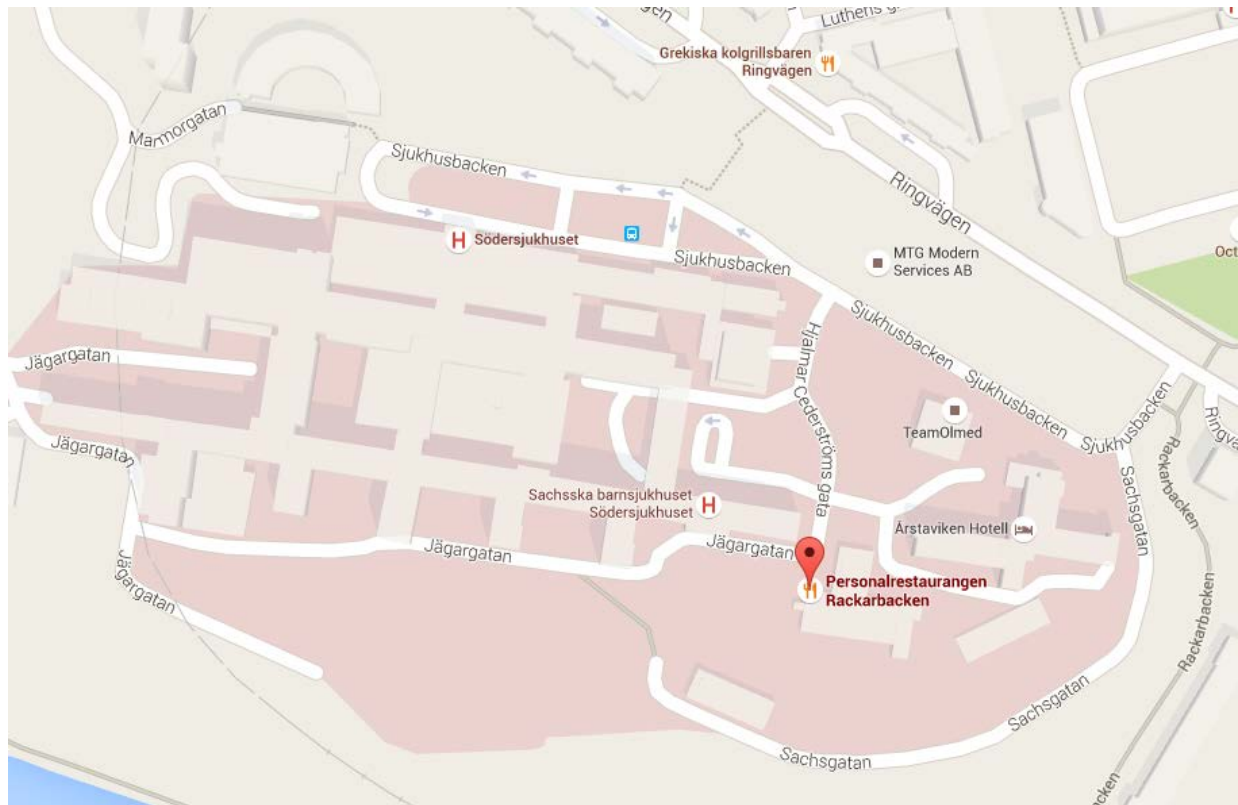 Luthens g
Grekiska kolgrillsbaren
Ringvägen
Marmorgatan
Sjukhusbacken
Ringvägen
H
Södersjukhuset
Sjukhusbacken
MTG Modern
Services AB
Oct
Sjukhusbacken
Hjalmar Cederströms gata
Jägargatan
Sjukhusbacken
TeamOlmed
Sjukhusbacken
Ringvä
Rackarbacken
Jägargatan
Sachsgatan
Sachsska barnsjukhuset
Södersjukhuset
H
Årstaviken Hotell
Jägargatan
Jägargatan
Jägargatan
Personalrestaurangen
Rackarbacken
Rackarbacken
Sachsgatan
Sachsgatan
cken